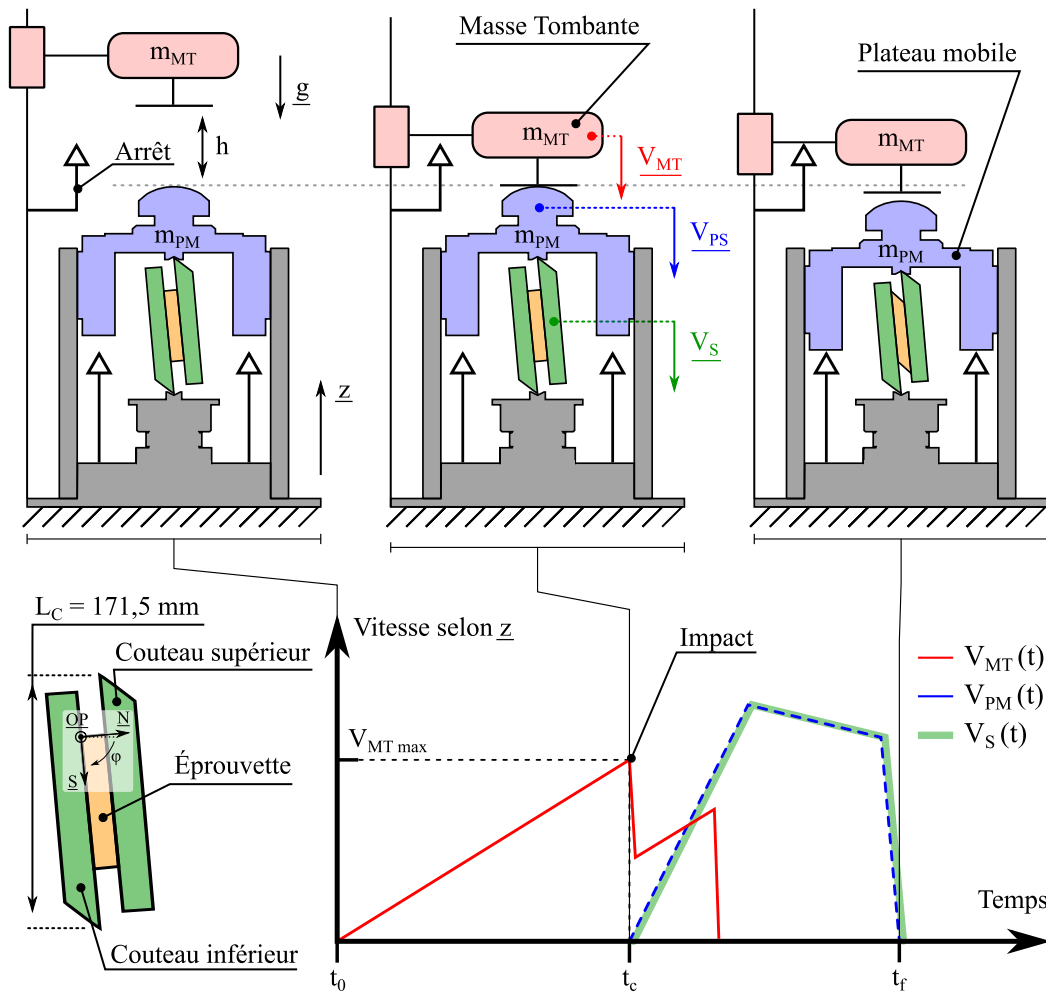 m_MT
g
h
Arrêt
m_PM
z
Masse Tombante
m_MT
V_MT
m_PM
V_PS
V_S
Plateau mobile
m_MT
m_PM
L_C = 171,5 mm
Couteau supérieur
OP
N
φ
S
Éprouvette
Couteau inférieur
Vitesse selon z
Impact
V_MT max
V_MT (t)
V_PM (t)
V_S (t)
Temps
t_0
t_c
t_f